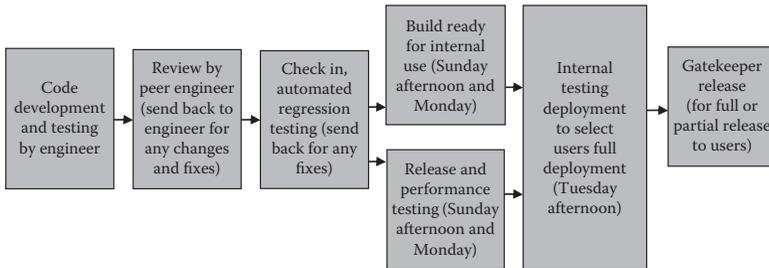 Code
development
and testing
by engineer
Review by
peer engineer
(send back to
engineer for
any changes
and fixes)
Check in,
automated
regression
testing (send
back for any
fixes)
Build ready
for internal
use (Sunday
afternoon and
Monday)
Release and
performance
testing (Sunday
afternoon and
Monday)
Internal
testing
deployment
to select
users full
deployment
(Tuesday
afternoon)
Gatekeeper
release
(for full or
partial release
to users)